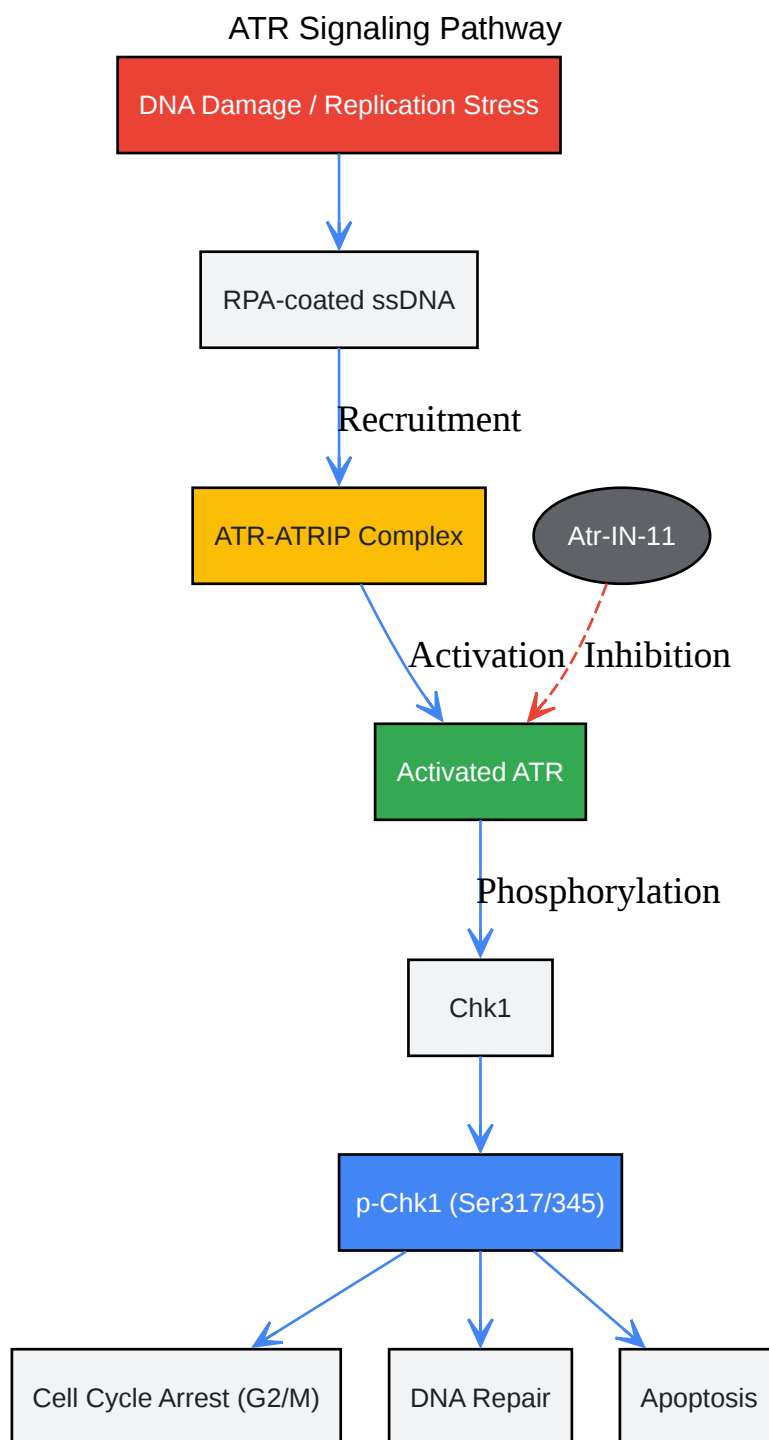 ATR Signaling Pathway
DNA Damage / Replication Stress
RPA-coated ssDNA
Recruitment
ATR-ATRIP Complex
Atr-IN-11
Activation
Inhibition
Activated ATR
Phosphorylation
Chk1
p-Chk1 (Ser317/345)
Cell Cycle Arrest (G2/M)
DNA Repair
Apoptosis